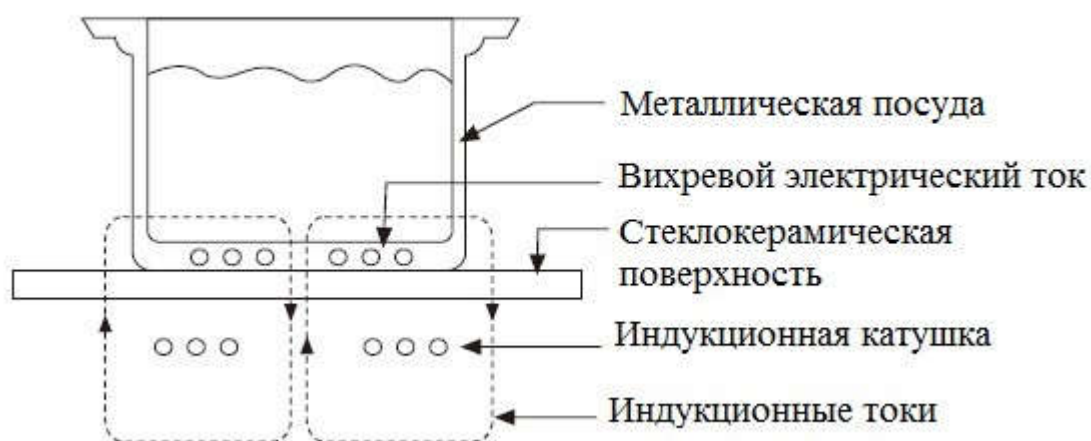 Металлическая посуда
Вихревой электрический ток
Стеклокерамическая
поверхность
Индукционная катушка
Индукционные токи